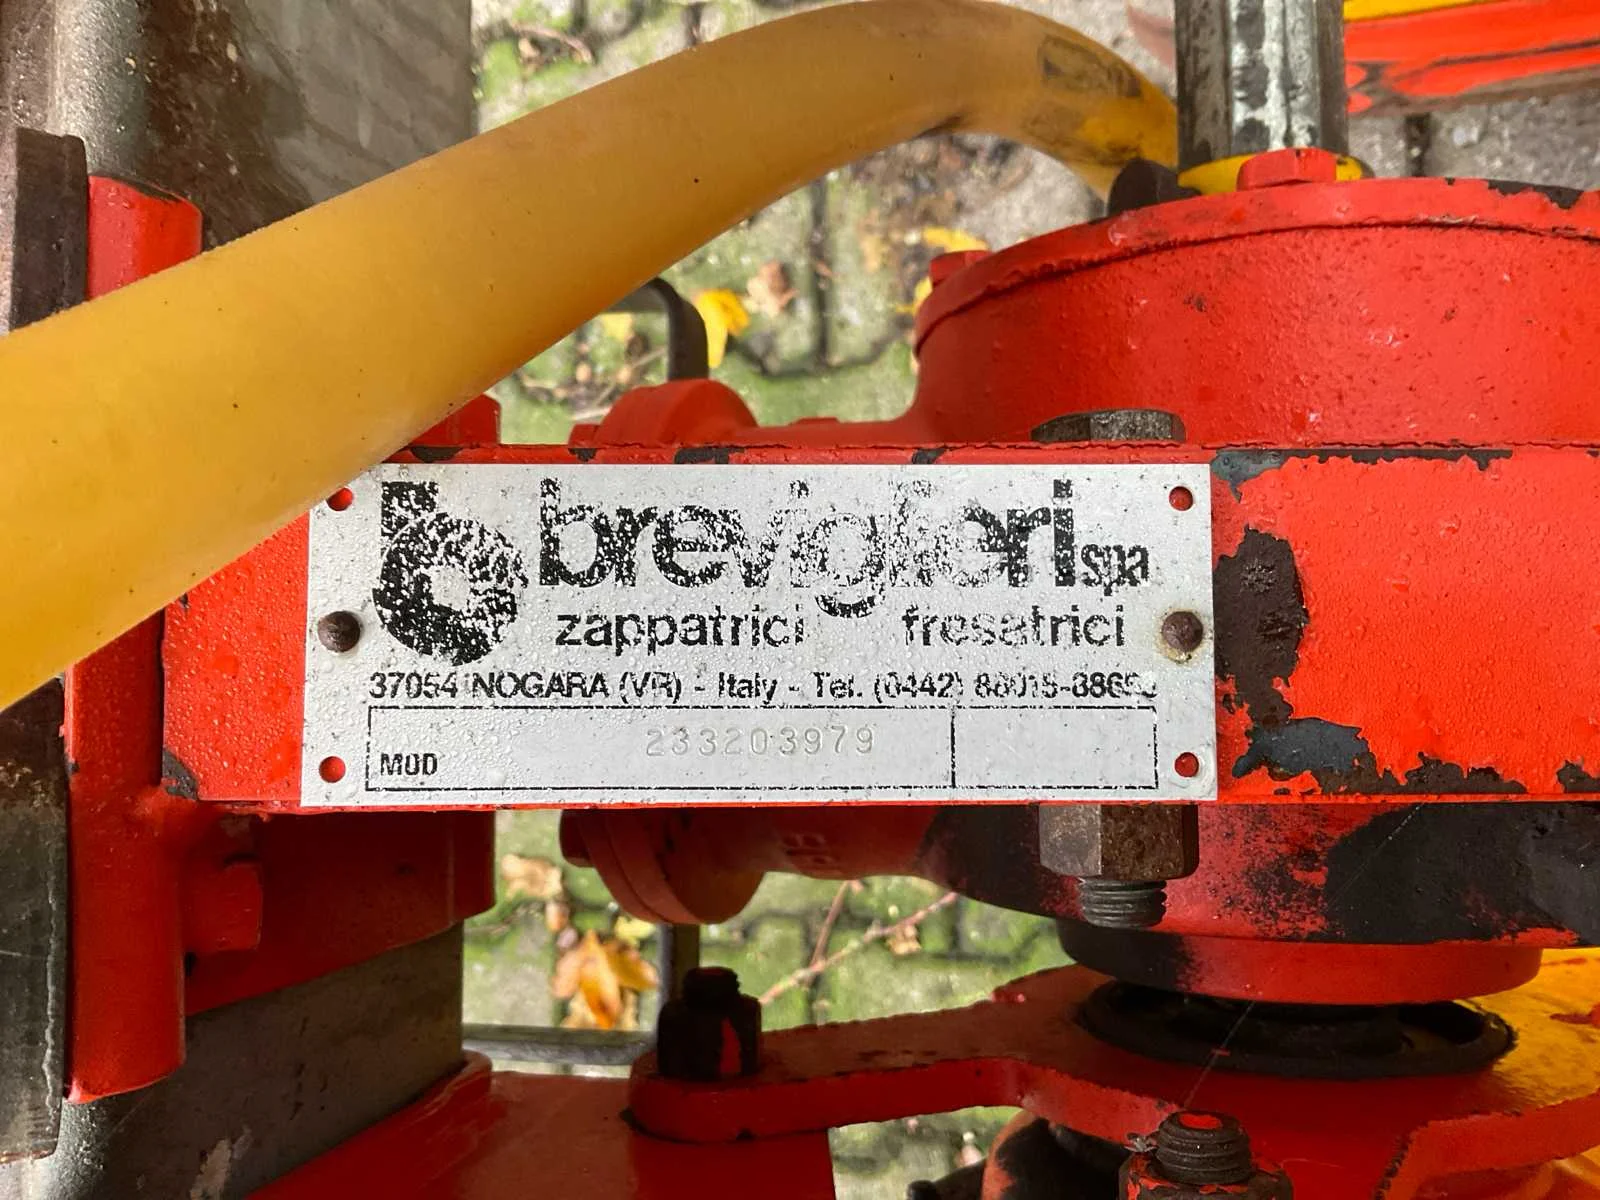 breviglieri spa
zappatrici fresatrici
37054 NOGARA (VR) - Italy - Tel. (0442) 88015-
MOD 233203979